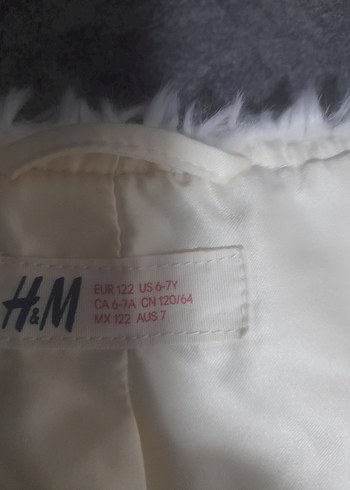 H&M
EUR 122 US 6-7Y
CA 6-7A CN 120/64
MX 122 AUS 7